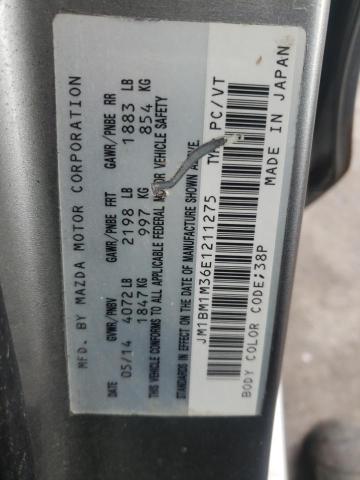 MFD. BY MAZDA MOTOR CORPORATION
DATE GVWR/PNBV GAWR/PNBE FRT GAWR/PNBE RR
05/14 4072 LB 2198 LB 1883 LB
1847 KG 997 KG 854 KG
THIS VEHICLE CONFORMS TO ALL APPLICABLE FEDERAL MOTOR VEHICLE SAFETY
STANDARDS IN EFFECT ON THE DATE OF MANUFACTURE SHOWN ABOVE
JM1BM1M36E1211275 TYPE PC/VT
BODY COLOR CODE;38P MADE IN JAPAN